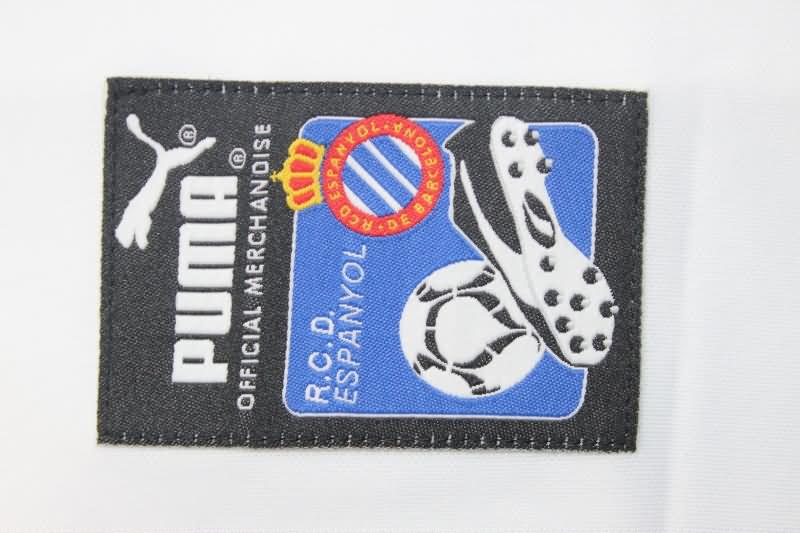 PUMA®
®
OFFICIAL MERCHANDISE
RCD ESPANYOL · DE BARCELONA ·
R.C.D.
ESPANYOL